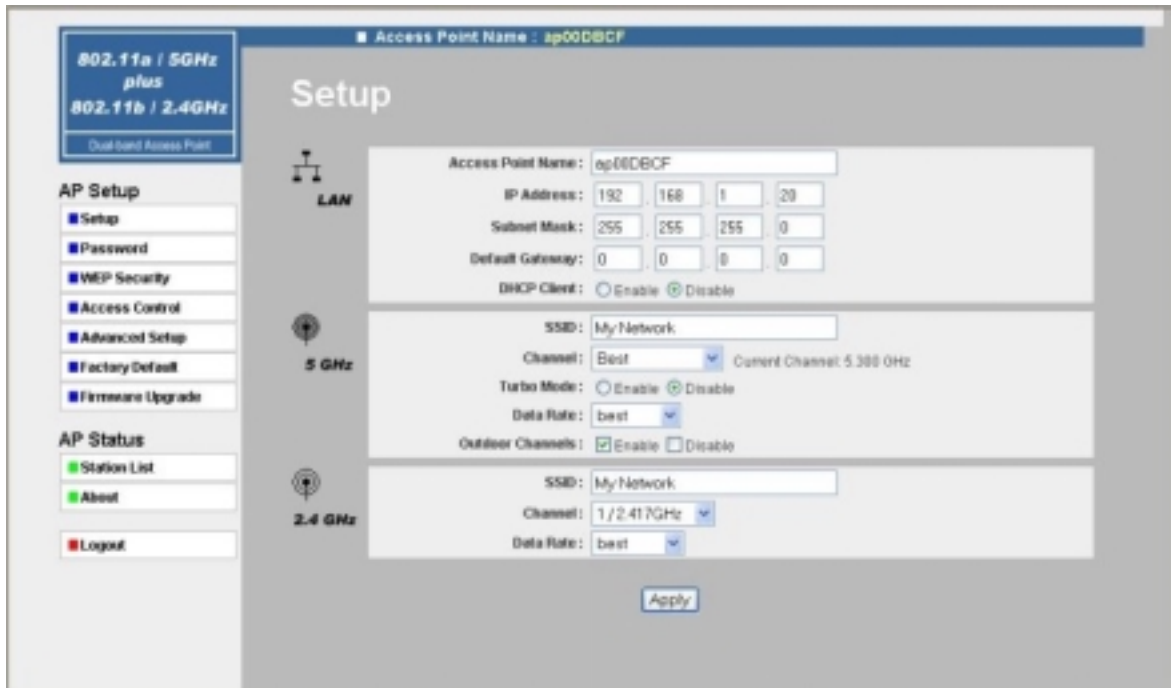 802.11a / 5GHz
plus
802.11b / 2.4GHz
Dual-band Access Point
AP Setup
Setup
Password
WEP Security
Access Control
Advanced Setup
Factory Default
Firmware Upgrade
AP Status
Station List
About
Logout
Access Point Name : ap00DBCF
Setup
LAN
Access Point Name : ap00DBCF
IP Address : 192 . 168 . 1 . 20
Subnet Mask : 255 . 255 . 255 . 0
Default Gateway : 0 . 0 . 0 . 0
DHCP Client : Enable Disable
5 GHz
SSID : My Network
Channel : Best Current Channel: 5.300 GHz
Turbo Mode : Enable Disable
Data Rate : best
Outdoor Channels : Enable Disable
2.4 GHz
SSID : My Network
Channel : 1 / 2.417GHz
Data Rate : best
Apply